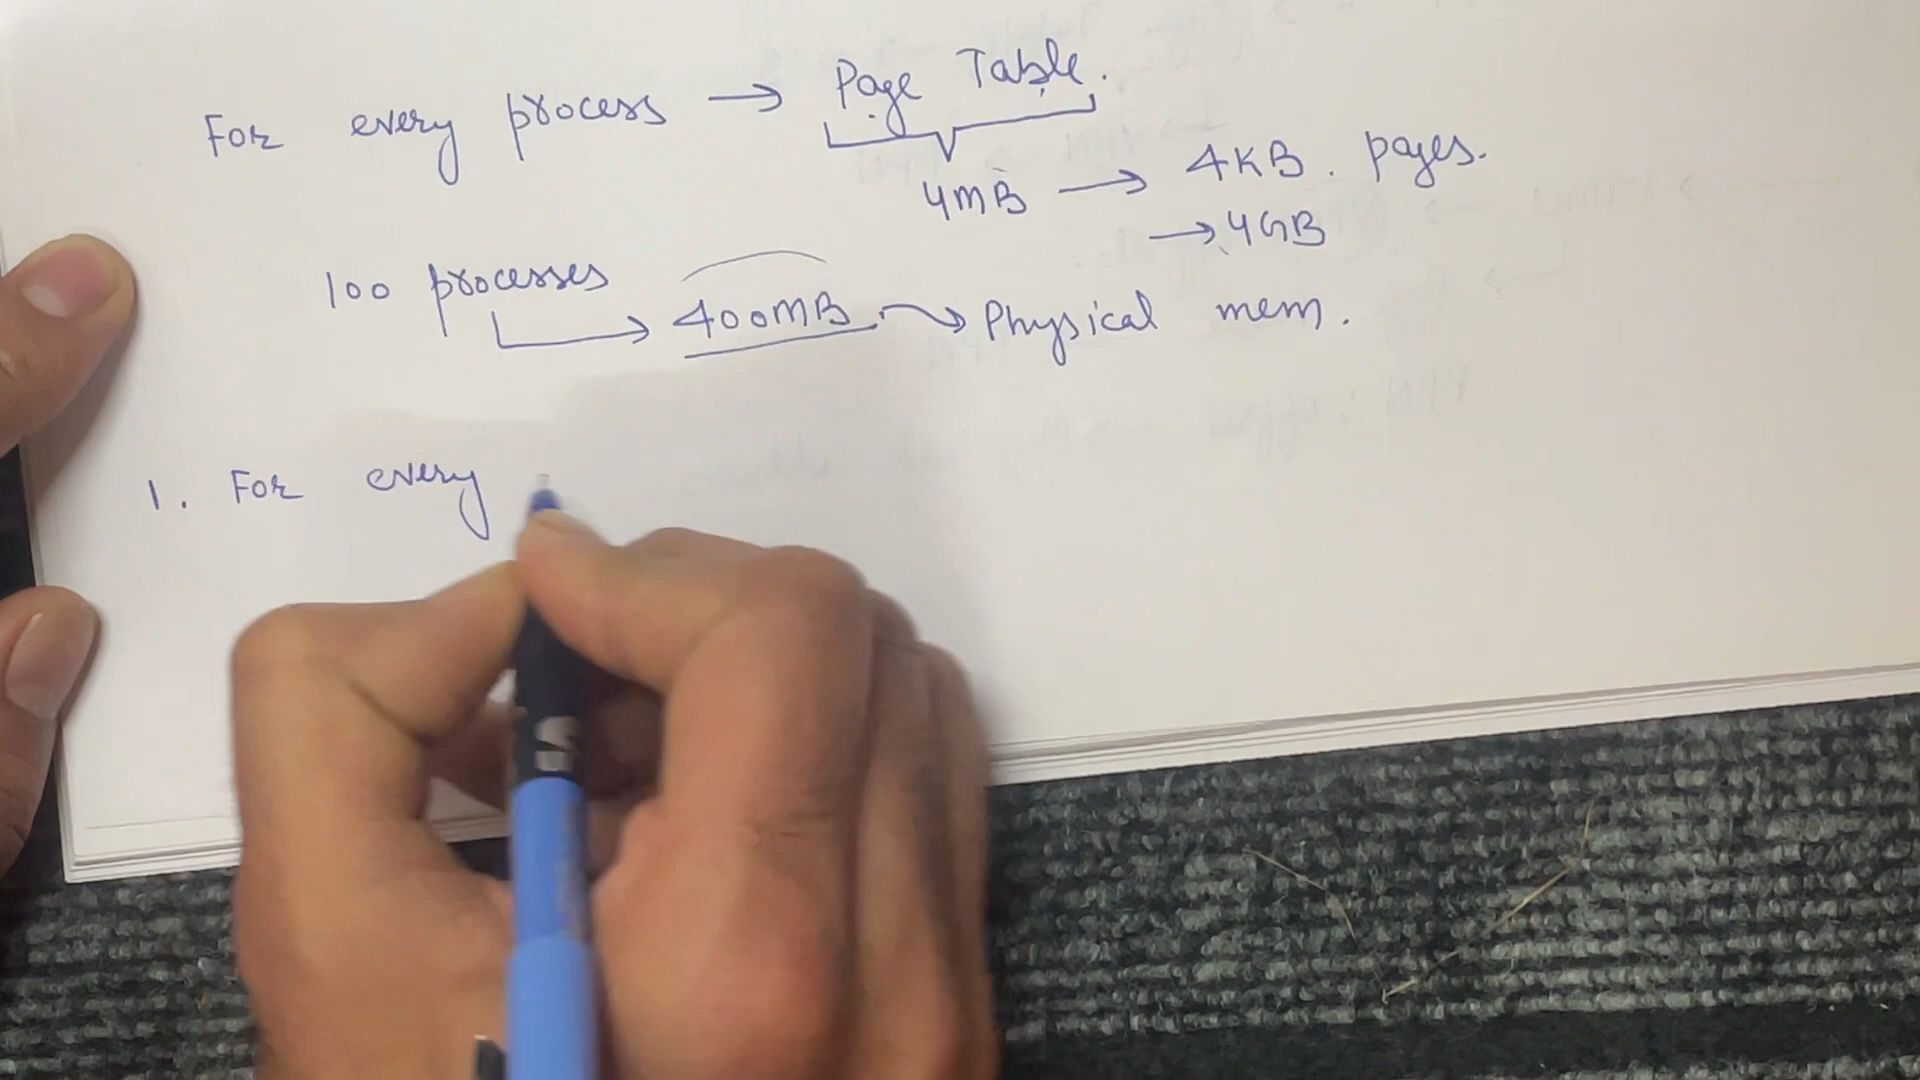 For every process → Page Table.
4MB → 4KB. pages.
→ 4GB
100 processes
→ 400MB → Physical mem.
1. For every